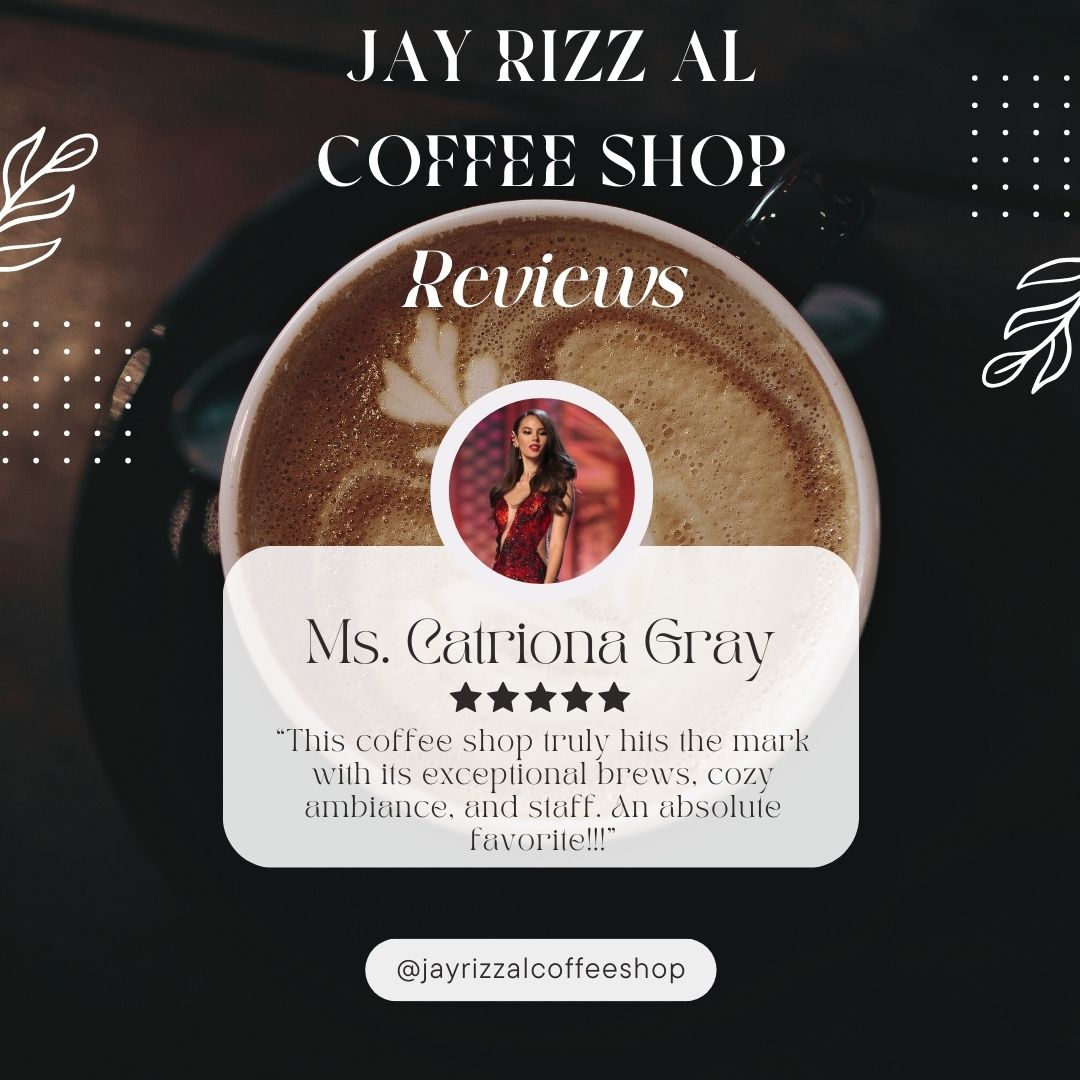 JAY RIZZ AL
COFFEE SHOP
Reviews
Ms. Catriona Gray
★★★★★
“This coffee shop truly hits the mark
with its exceptional brews, cozy
ambiance, and staff. An absolute
favorite!!!”
@jayrizzalcoffeeshop